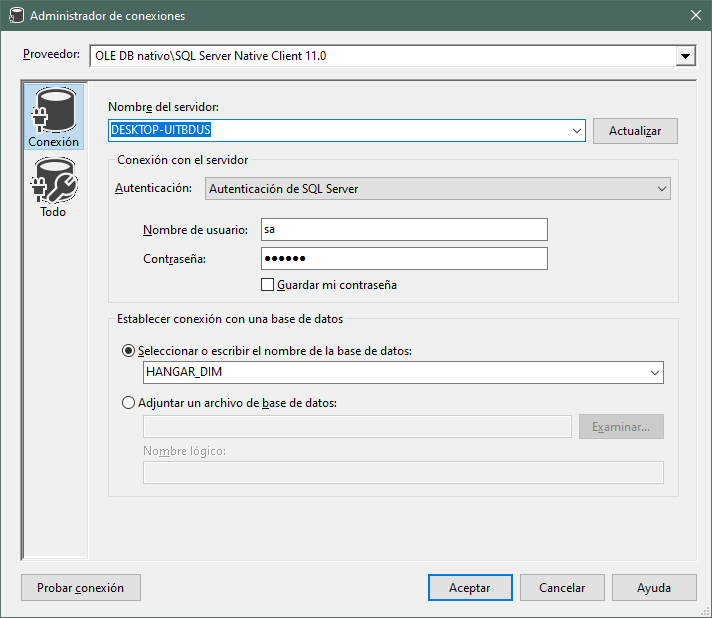 Administrador de conexiones
Proveedor: OLE DB nativo\SQL Server Native Client 11.0
Conexión
Todo
Nombre del servidor:
DESKTOP-UITBDUS Actualizar
Conexión con el servidor
Autenticación: Autenticación de SQL Server
Nombre de usuario: sa
Contraseña: ●●●●●●
Guardar mi contraseña
Establecer conexión con una base de datos
Seleccionar o escribir el nombre de la base de datos:
HANGAR_DIM
Adjuntar un archivo de base de datos:
Examinar...
Nombre lógico:
Probar conexión Aceptar Cancelar Ayuda